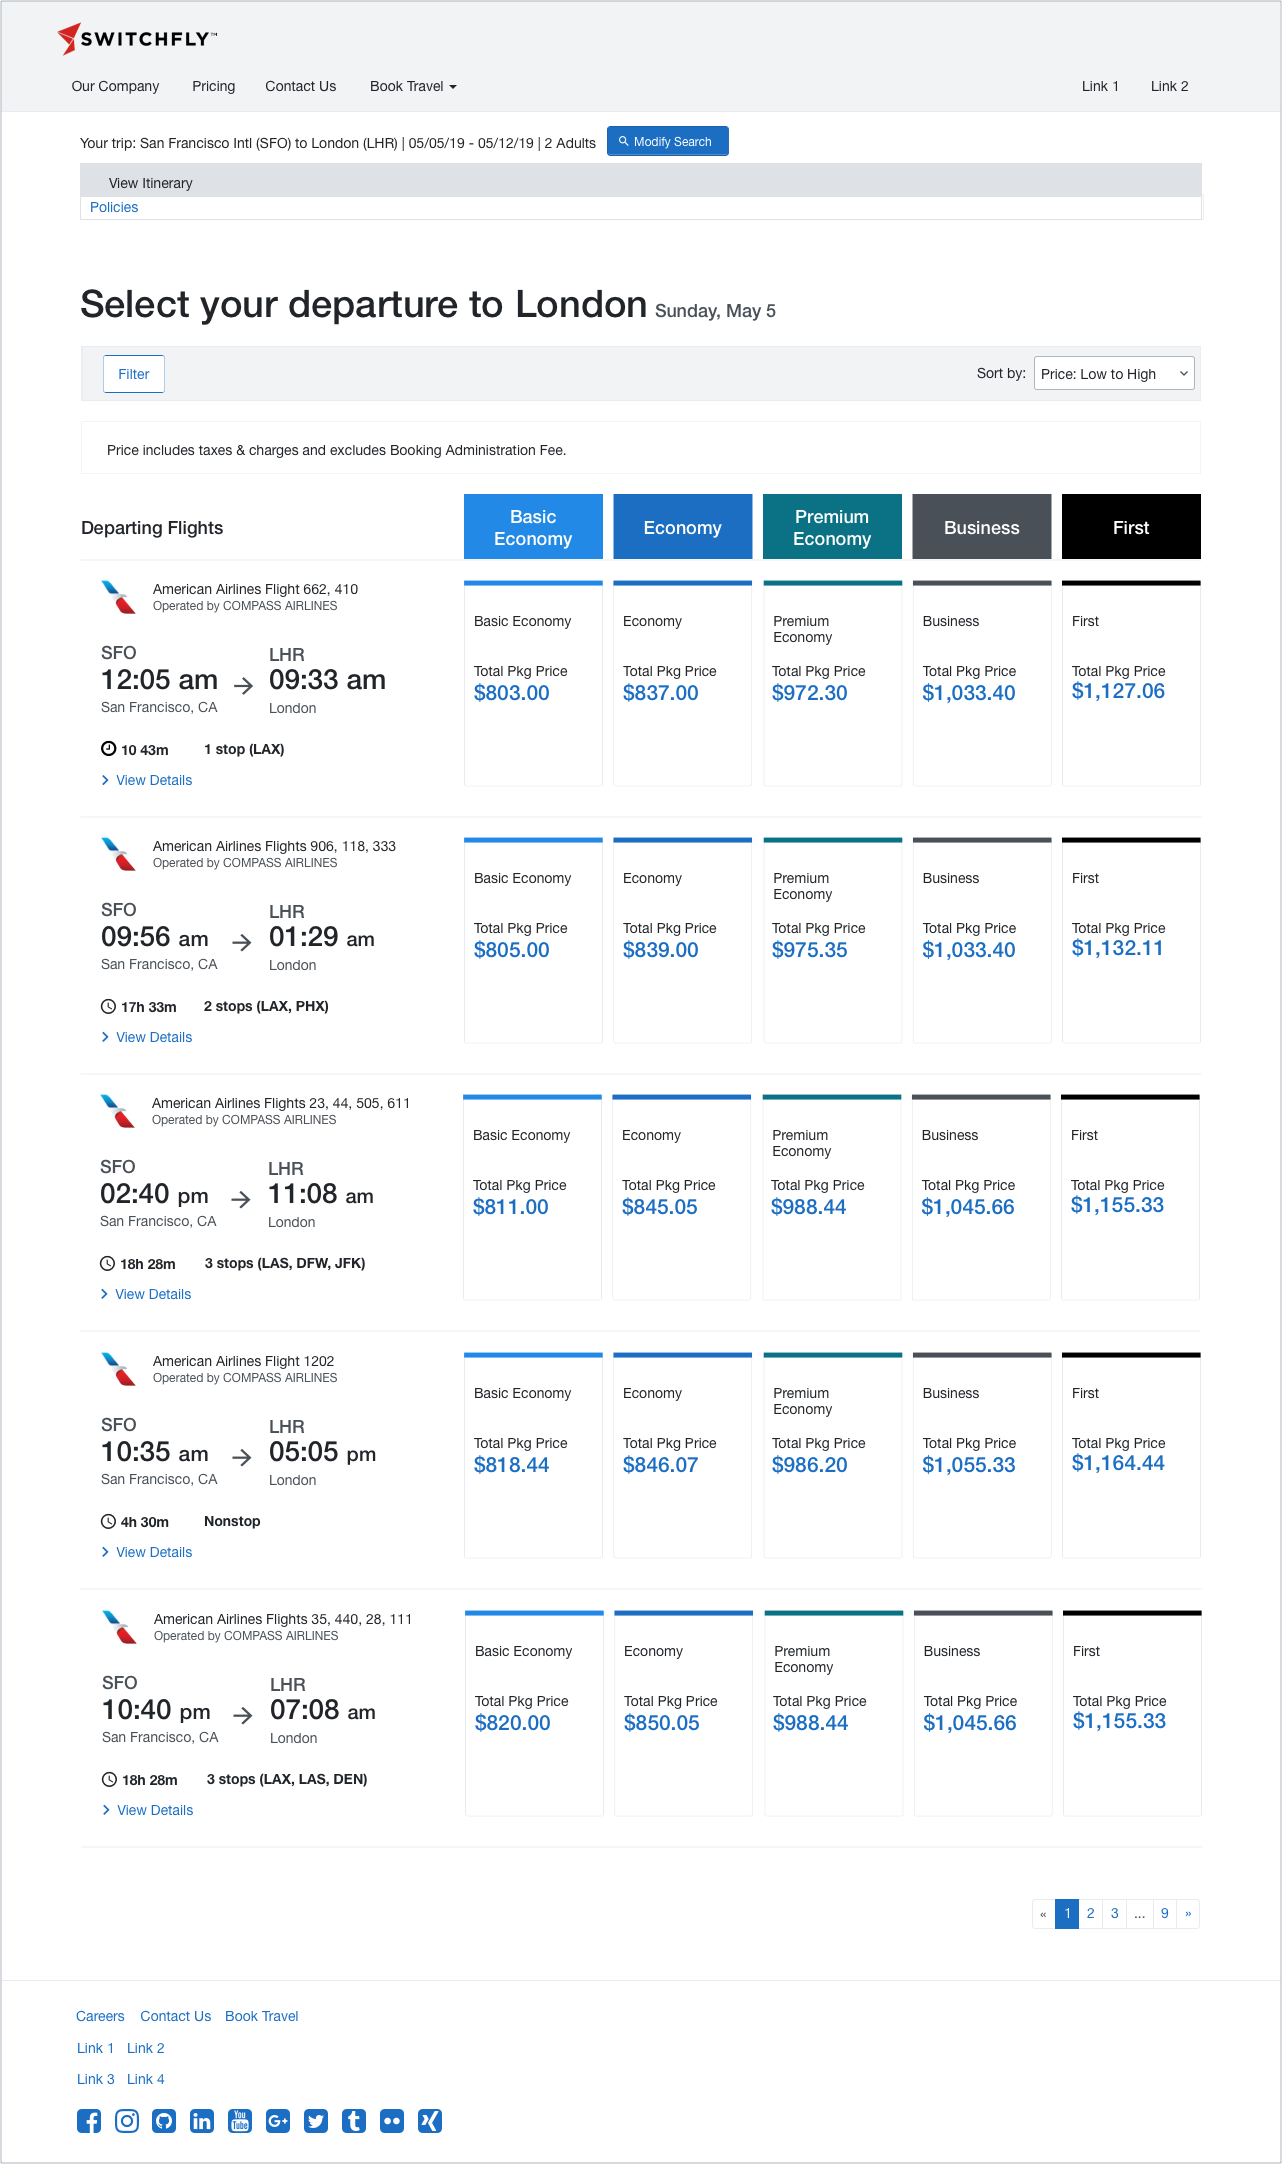 SWITCHFLY™
Our Company Pricing Contact Us Book Travel Link 1 Link 2
Your trip: San Francisco Intl (SFO) to London (LHR) | 05/05/19 - 05/12/19 | 2 Adults Modify Search
View Itinerary
Policies
Select your departure to London Sunday, May 5
Filter Sort by: Price: Low to High
Price includes taxes & charges and excludes Booking Administration Fee.
Departing Flights Basic Economy Economy Premium Economy Business First
American Airlines Flight 662, 410
Operated by COMPASS AIRLINES
SFO LHR
12:05 am 09:33 am
San Francisco, CA London
10 43m 1 stop (LAX)
View Details
Basic Economy Economy Premium Economy Business First
Total Pkg Price Total Pkg Price Total Pkg Price Total Pkg Price Total Pkg Price
$803.00 $837.00 $972.30 $1,033.40 $1,127.06
American Airlines Flights 906, 118, 333
Operated by COMPASS AIRLINES
SFO LHR
09:56 am 01:29 am
San Francisco, CA London
17h 33m 2 stops (LAX, PHX)
View Details
Basic Economy Economy Premium Economy Business First
Total Pkg Price Total Pkg Price Total Pkg Price Total Pkg Price Total Pkg Price
$805.00 $839.00 $975.35 $1,033.40 $1,132.11
American Airlines Flights 23, 44, 505, 611
Operated by COMPASS AIRLINES
SFO LHR
02:40 pm 11:08 am
San Francisco, CA London
18h 28m 3 stops (LAS, DFW, JFK)
View Details
Basic Economy Economy Premium Economy Business First
Total Pkg Price Total Pkg Price Total Pkg Price Total Pkg Price Total Pkg Price
$811.00 $845.05 $988.44 $1,045.66 $1,155.33
American Airlines Flight 1202
Operated by COMPASS AIRLINES
SFO LHR
10:35 am 05:05 pm
San Francisco, CA London
4h 30m Nonstop
View Details
Basic Economy Economy Premium Economy Business First
Total Pkg Price Total Pkg Price Total Pkg Price Total Pkg Price Total Pkg Price
$818.44 $846.07 $986.20 $1,055.33 $1,164.44
American Airlines Flights 35, 440, 28, 111
Operated by COMPASS AIRLINES
SFO LHR
10:40 pm 07:08 am
San Francisco, CA London
18h 28m 3 stops (LAX, LAS, DEN)
View Details
Basic Economy Economy Premium Economy Business First
Total Pkg Price Total Pkg Price Total Pkg Price Total Pkg Price Total Pkg Price
$820.00 $850.05 $988.44 $1,045.66 $1,155.33
« 1 2 3 ... 9 »
Careers Contact Us Book Travel
Link 1 Link 2
Link 3 Link 4
You Tube